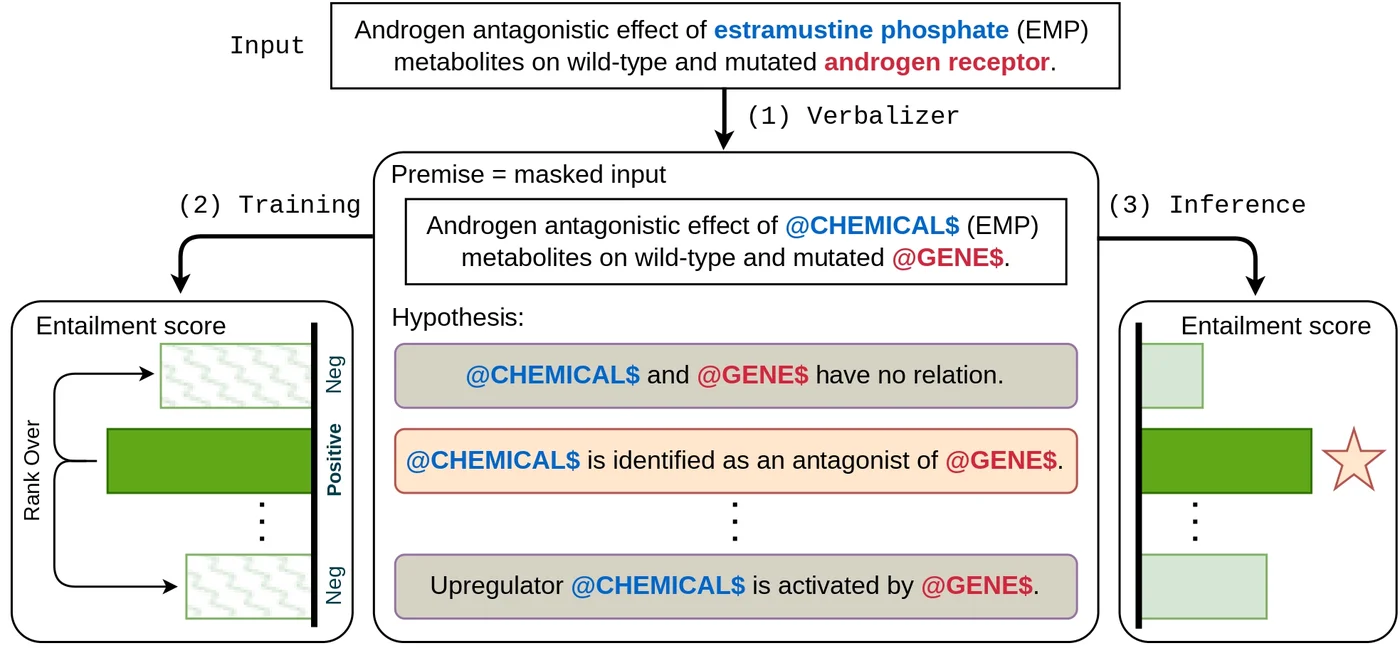 Input
Androgen antagonistic effect of estramustine phosphate (EMP)
metabolites on wild-type and mutated androgen receptor.
(1) Verbalizer
(2) Training
Premise = masked input
Androgen antagonistic effect of @CHEMICAL$ (EMP)
metabolites on wild-type and mutated @GENE$.
(3) Inference
Entailment score
Neg
Positive
Neg
Rank Over
Hypothesis:
@CHEMICAL$ and @GENE$ have no relation.
@CHEMICAL$ is identified as an antagonist of @GENE$.
Upregulator @CHEMICAL$ is activated by @GENE$.
Entailment score